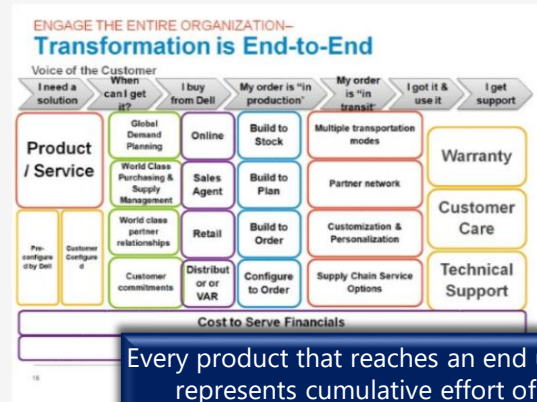 ENGAGE THE ENTIRE ORGANIZATION–
Transformation is End-to-End
Voice of the Customer
I need a
solution
When
can I get
it?
I buy
from Dell
My order is "in
production"
My order
is "in
transit"
I got it &
use it
I get
support
Product
/ Service
Pre-
configure
d by Dell
Customer
Configure
d
Global
Demand
Planning
World Class
Purchasing &
Supply
Management
World class
partner
relationships
Customer
commitments
Online
Sales
Agent
Retail
Distribut
or or
VAR
Build to
Stock
Build to
Plan
Build to
Order
Configure
to Order
Multiple transportation
modes
Partner network
Customization &
Personalization
Supply Chain Service
Options
Warranty
Customer
Care
Technical
Support
Cost to Serve Financials
Every product that reaches an end
represents cumulative effort of